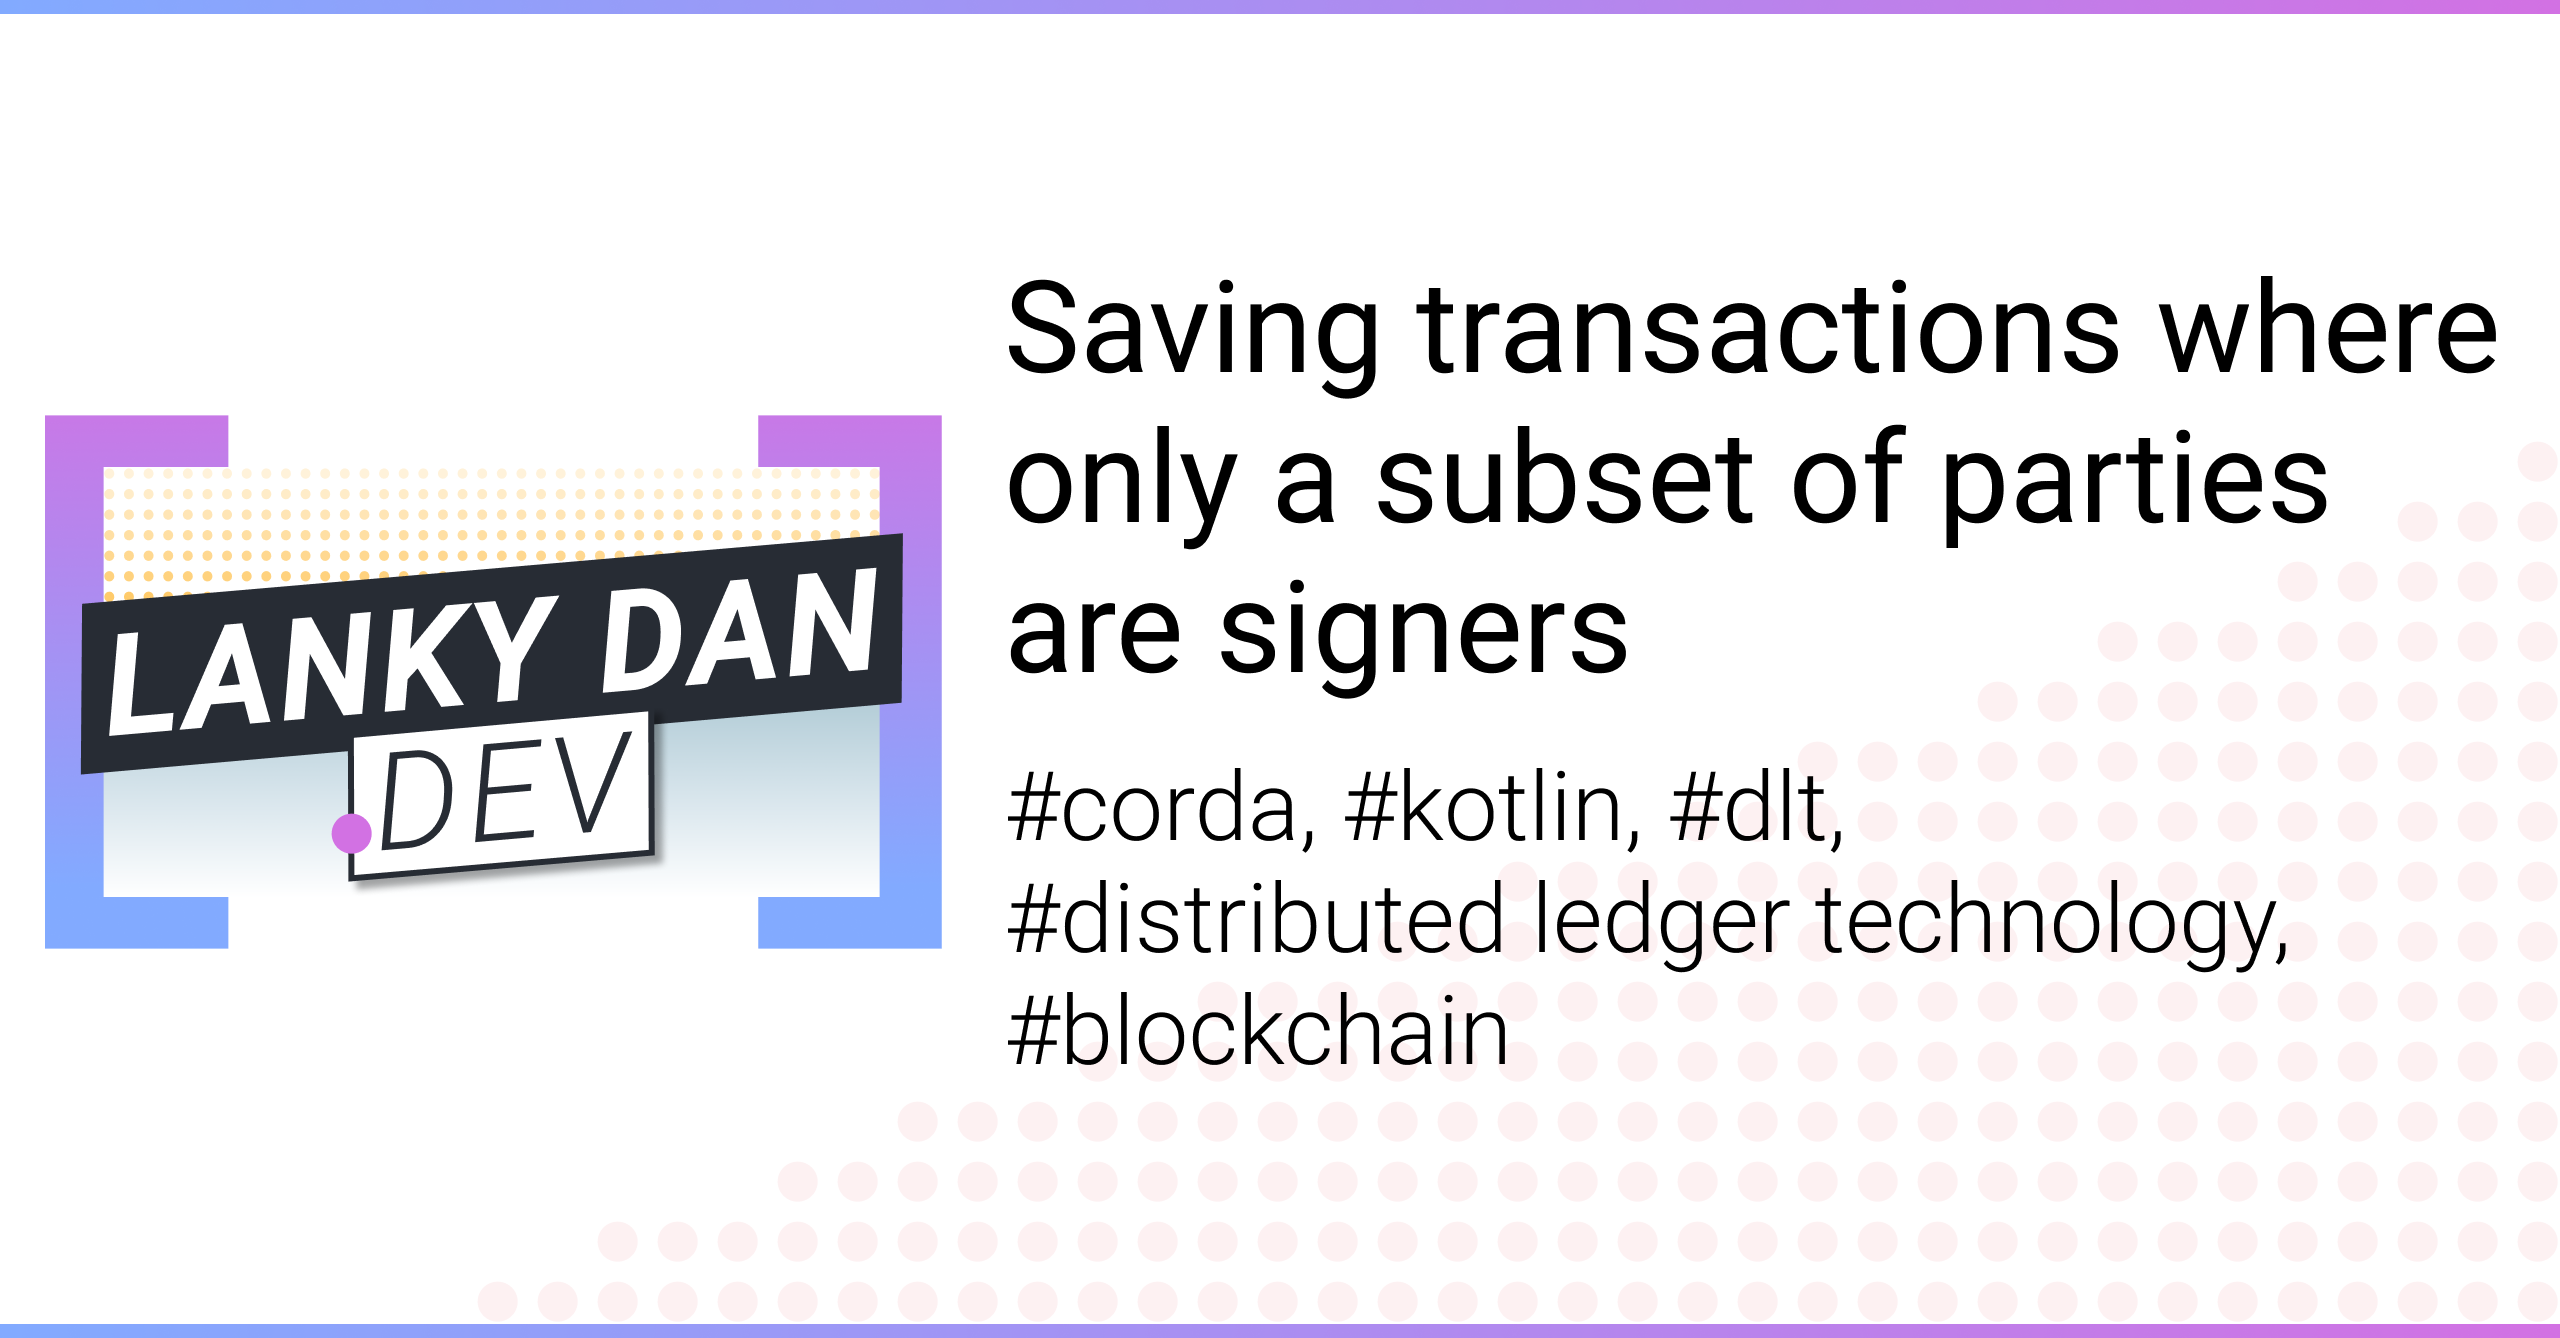 LANKY DAN
DEV
Saving transactions where
only a subset of parties
are signers
#corda, #kotlin, #dlt,
#distributed ledger technology,
#blockchain